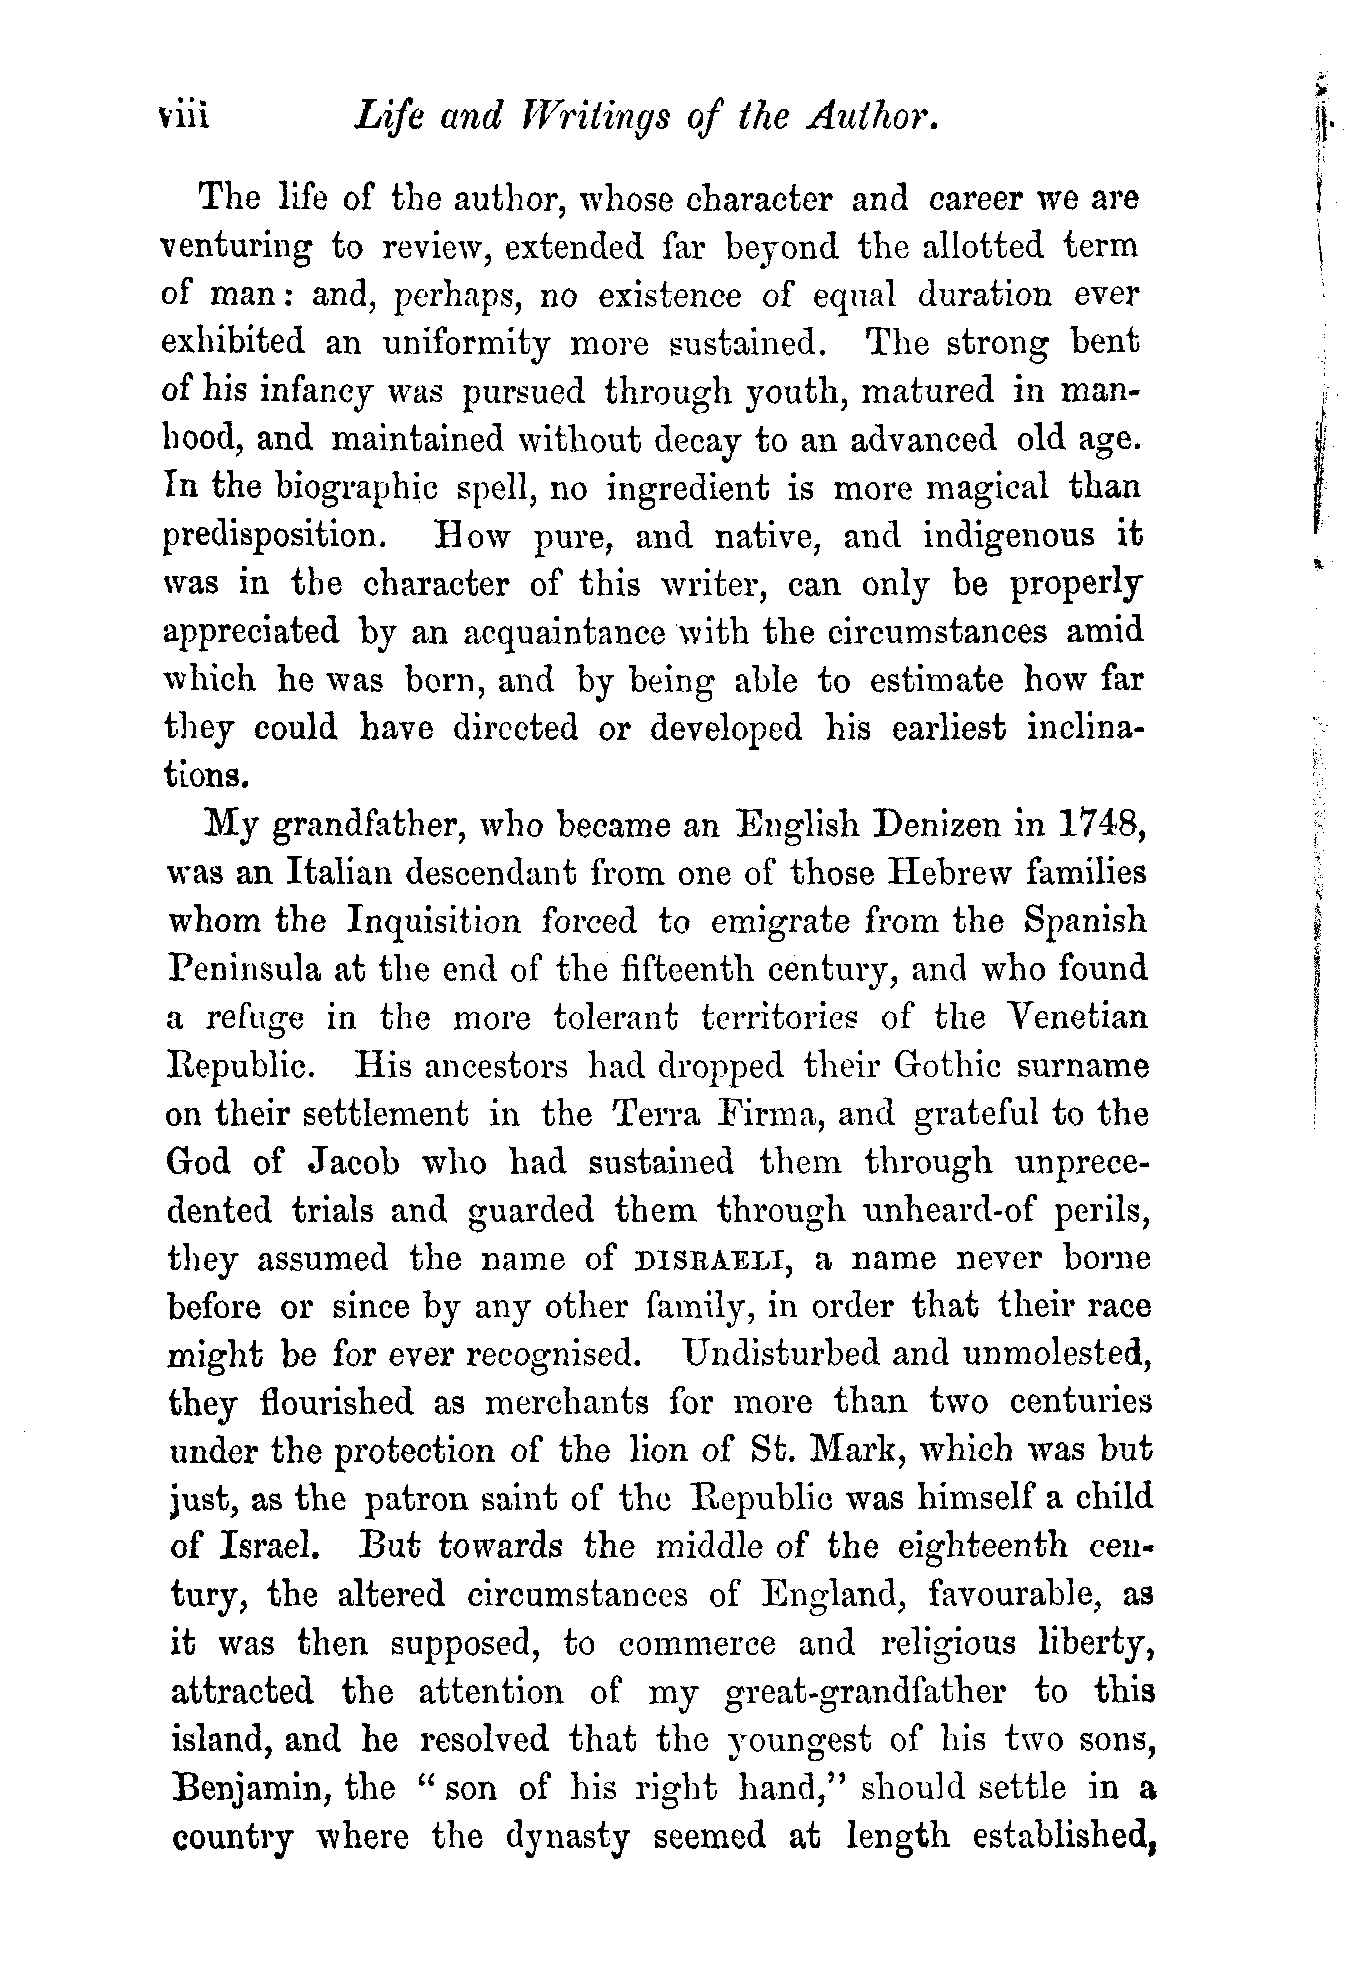 viii Life and Writings of the Author.
The life of the author, whose character and career we are
venturing to review, extended far beyond the allotted term
of man: and, perhaps, no existence of equal duration ever
exhibited an uniformity more sustained. The strong bent
of his infancy was pursued through youth, matured in man-
hood, and maintained without decay to an advanced old age.
In the biographic spell, no ingredient is more magical than
predisposition. How pure, and native, and indigenous it
was in the character of this writer, can only be properly
appreciated by an acquaintance with the circumstances amid
which he was born, and by being able to estimate how far
they could have directed or developed his earliest inclina-
tions.
My grandfather, who became an English Denizen in 1748,
was an Italian descendant from one of those Hebrew families
whom the Inquisition forced to emigrate from the Spanish
Peninsula at the end of the fifteenth century, and who found
a refuge in the more tolerant territories of the Venetian
Republic. His ancestors had dropped their Gothic surname
on their settlement in the Terra Firma, and grateful to the
God of Jacob who had sustained them through unprece-
dented trials and guarded them through unheard-of perils,
they assumed the name of DISRAELI, a name never borne
before or since by any other family, in order that their race
might be for ever recognised. Undisturbed and unmolested,
they flourished as merchants for more than two centuries
under the protection of the lion of St. Mark, which was but
just, as the patron saint of the Republic was himself a child
of Israel. But towards the middle of the eighteenth cen-
tury, the altered circumstances of England, favourable, as
it was then supposed, to commerce and religious liberty,
attracted the attention of my great-grandfather to this
island, and he resolved that the youngest of his two sons,
Benjamin, the "son of his right hand," should settle in a
country where the dynasty seemed at length established,